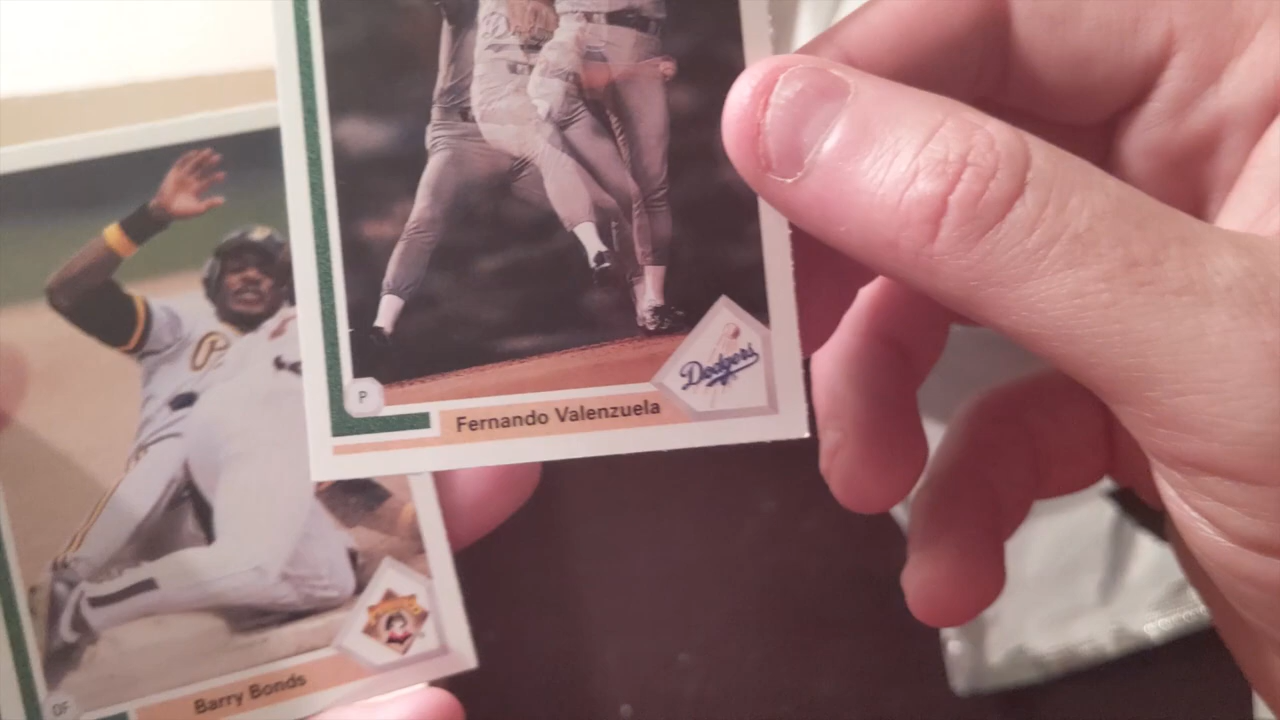 P
Dodgers
Fernando Valenzuela
OF
Barry Bonds